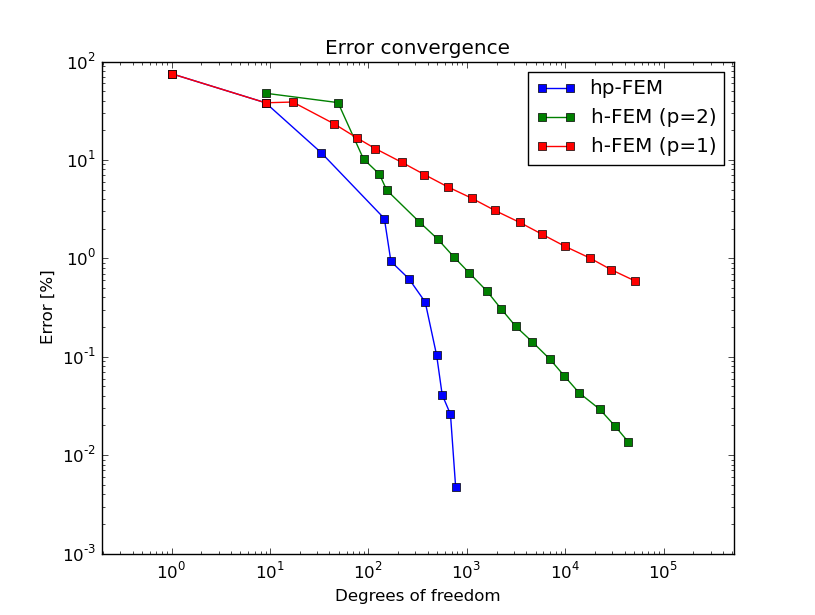 Error convergence
hp-FEM
h-FEM (p=2)
h-FEM (p=1)
Error [%]
10^2
10^1
10^0
10^-1
10^-2
10^-3
10^0 10^1 10^2 10^3 10^4 10^5
Degrees of freedom